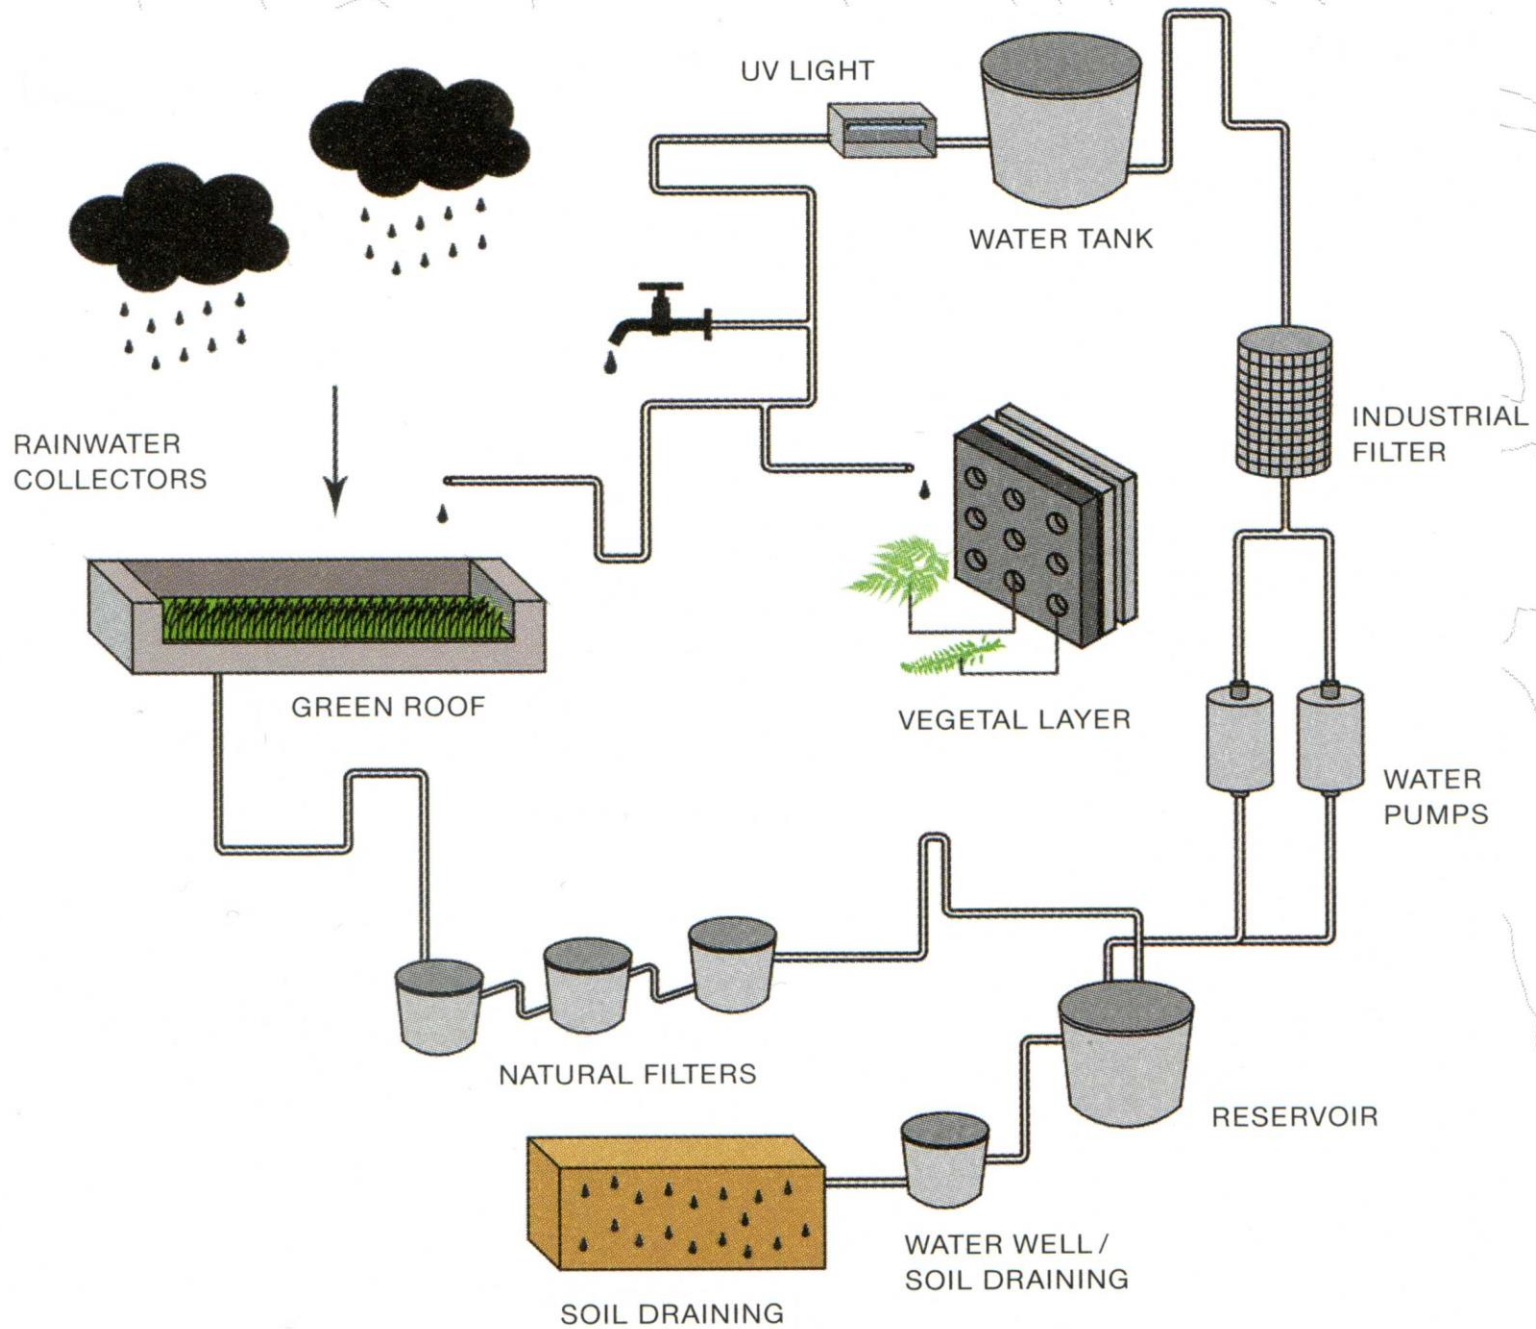 UV LIGHT
WATER TANK
RAINWATER
COLLECTORS
INDUSTRIAL
FILTER
GREEN ROOF
VEGETAL LAYER
WATER
PUMPS
NATURAL FILTERS
RESERVOIR
WATER WELL /
SOIL DRAINING
SOIL DRAINING